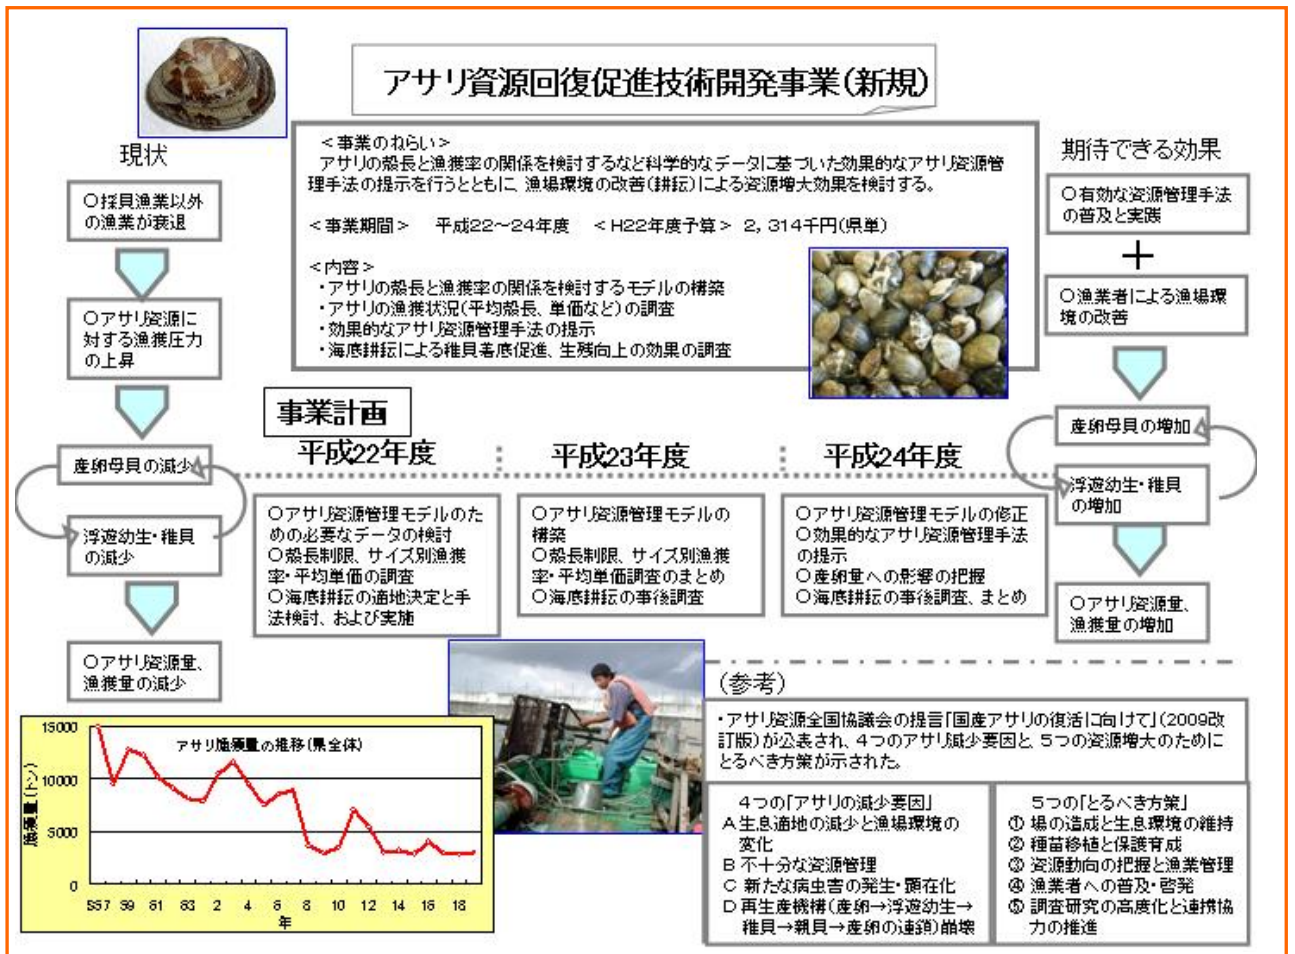 アサリ資源回復促進技術開発事業(新規)
現状
○採貝漁業以外
の漁業が衰退
○アサリ資源に
対する漁獲圧力
の上昇
産卵母貝の減少
浮遊幼生・稚貝
の減少
○アサリ資源量、
漁獲量の減少
<事業のねらい>
アサリの殻長と漁獲率の関係を検討するなど科学的なデータに基づいた効果的なアサリ資源管
理手法の提示を行うとともに、漁場環境の改善(耕耘)による資源増大効果を検討する。
<事業期間> 平成22~24年度 <H22年度予算> 2,314千円(県単)
<内容>
・アサリの殻長と漁獲率の関係を検討するモデルの構築
・アサリの漁獲状況(平均殻長、単価など)の調査
・効果的なアサリ資源管理手法の提示
・海底耕耘による稚貝着底促進、生残向上の効果の調査
期待できる効果
○有効な資源管理手法
の普及と実践
+
○漁業者による漁場環
境の改善
産卵母貝の増加
浮遊幼生・稚貝
の増加
○アサリ資源量、
漁獲量の増加
事業計画
平成22年度
平成23年度
平成24年度
○アサリ資源管理モデルのた
めの必要なデータの検討
○殻長制限、サイズ別漁獲
率・平均単価の調査
○海底耕耘の適地決定と手
法検討、および実施
○アサリ資源管理モデルの
構築
○殻長制限、サイズ別漁獲
率・平均単価調査のまとめ
○海底耕耘の事後調査
○アサリ資源管理モデルの修正
○効果的なアサリ資源管理手法
の提示
○産卵量への影響の把握
○海底耕耘の事後調査、まとめ
アサリ漁獲量の推移(県全体)
漁獲量(トン)
15000
10000
5000
0
S57 59 61 63 2 4 6 8 10 12 14 16 18
年
(参考)
・アサリ資源全国協議会の提言「国産アサリの復活に向けて」(2009改
訂版)が公表され、4つのアサリ減少要因と、5つの資源増大のために
とるべき方策が示された。
4つの「アサリの減少要因」
A 生息適地の減少と漁場環境の
変化
B 不十分な資源管理
C 新たな病虫害の発生・顕在化
D 再生産機構(産卵→浮遊幼生→
稚貝→親貝→産卵の連鎖)崩壊
5つの「とるべき方策」
① 場の造成と生息環境の維持
② 種苗移植と保護育成
③ 資源動向の把握と漁業管理
④ 漁業者への普及・啓発
⑤ 調査研究の高度化と連携協
力の推進